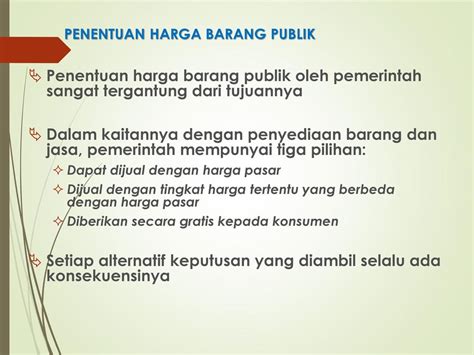 PENENTUAN HARGA BARANG PUBLIK
Penentuan harga barang publik oleh pemerintah
sangat tergantung dari tujuannya
Dalam kaitannya dengan penyediaan barang dan
jasa, pemerintah mempunyai tiga pilihan:
Dapat dijual dengan harga pasar
Dijual dengan tingkat harga tertentu yang berbeda
dengan harga pasar
Diberikan secara gratis kepada konsumen
Setiap alternatif keputusan yang diambil selalu ada
konsekuensinya